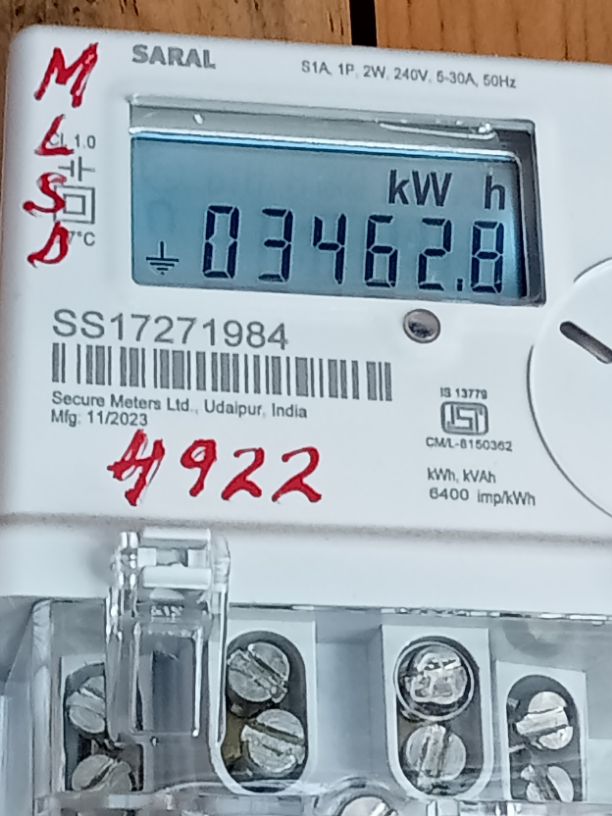 SARAL
S1A, 1P, 2W, 240V, 5-30A, 50Hz
M
L
S
D
CL 1.0
kW h
03462.8
SS17271984
Secure Meters Ltd., Udaipur, India
Mfg: 11/2023
4922
IS 13779
ISI
CM/L-8150362
kWh, kVAh
6400 imp/kWh